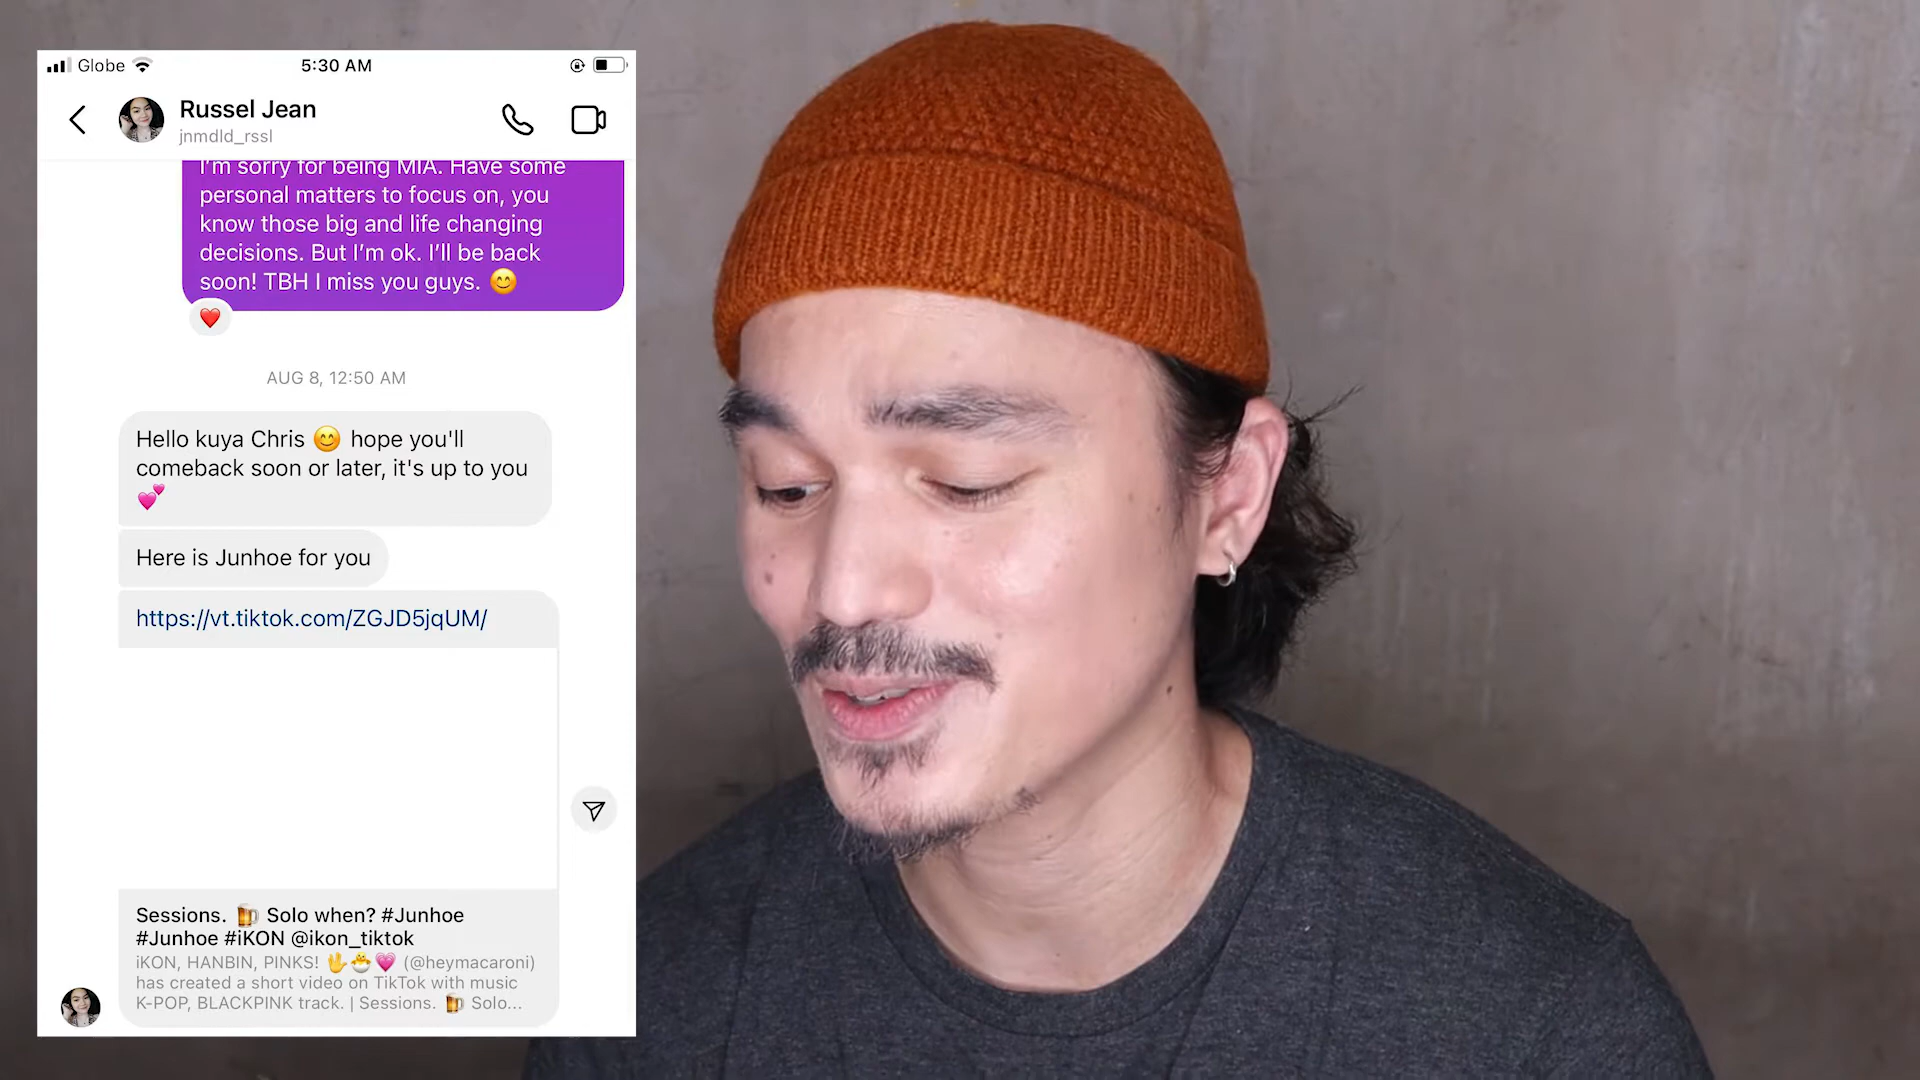 Globe
5:30 AM
Russel Jean
jnmdld_rssl
I'm sorry for being MIA. Have some
personal matters to focus on, you
know those big and life changing
decisions. But I'm ok. I'll be back
soon! TBH I miss you guys. 😊
AUG 8, 12:50 AM
Hello kuya Chris 😊 hope you'll
comeback soon or later, it's up to you
💕
Here is Junhoe for you
https://vt.tiktok.com/ZGJD5jqUM/
Sessions. 🍺 Solo when? #Junhoe
#Junhoe #iKON @ikon_tiktok
iKON, HANBIN, PINKS! 🖖🐣💗 (@heymacaroni)
has created a short video on TikTok with music
K-POP, BLACKPINK track. | Sessions. 🍺 Solo...